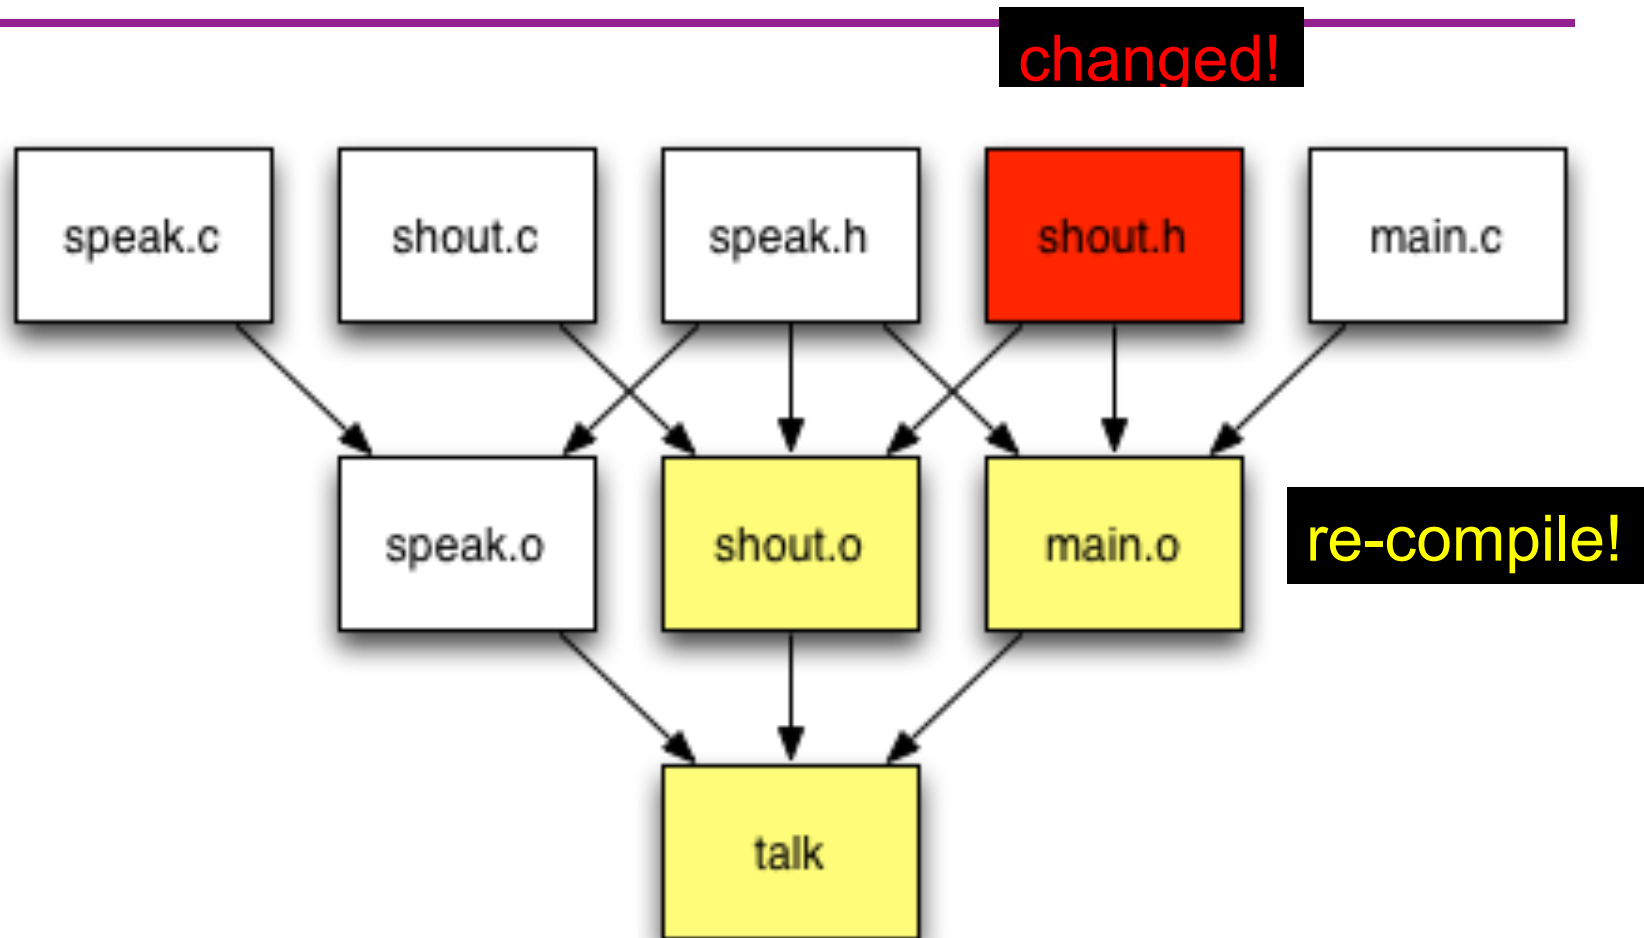 changed!
speak.c
shout.c
speak.h
shout.h
main.c
speak.o
shout.o
main.o
re-compile!
talk